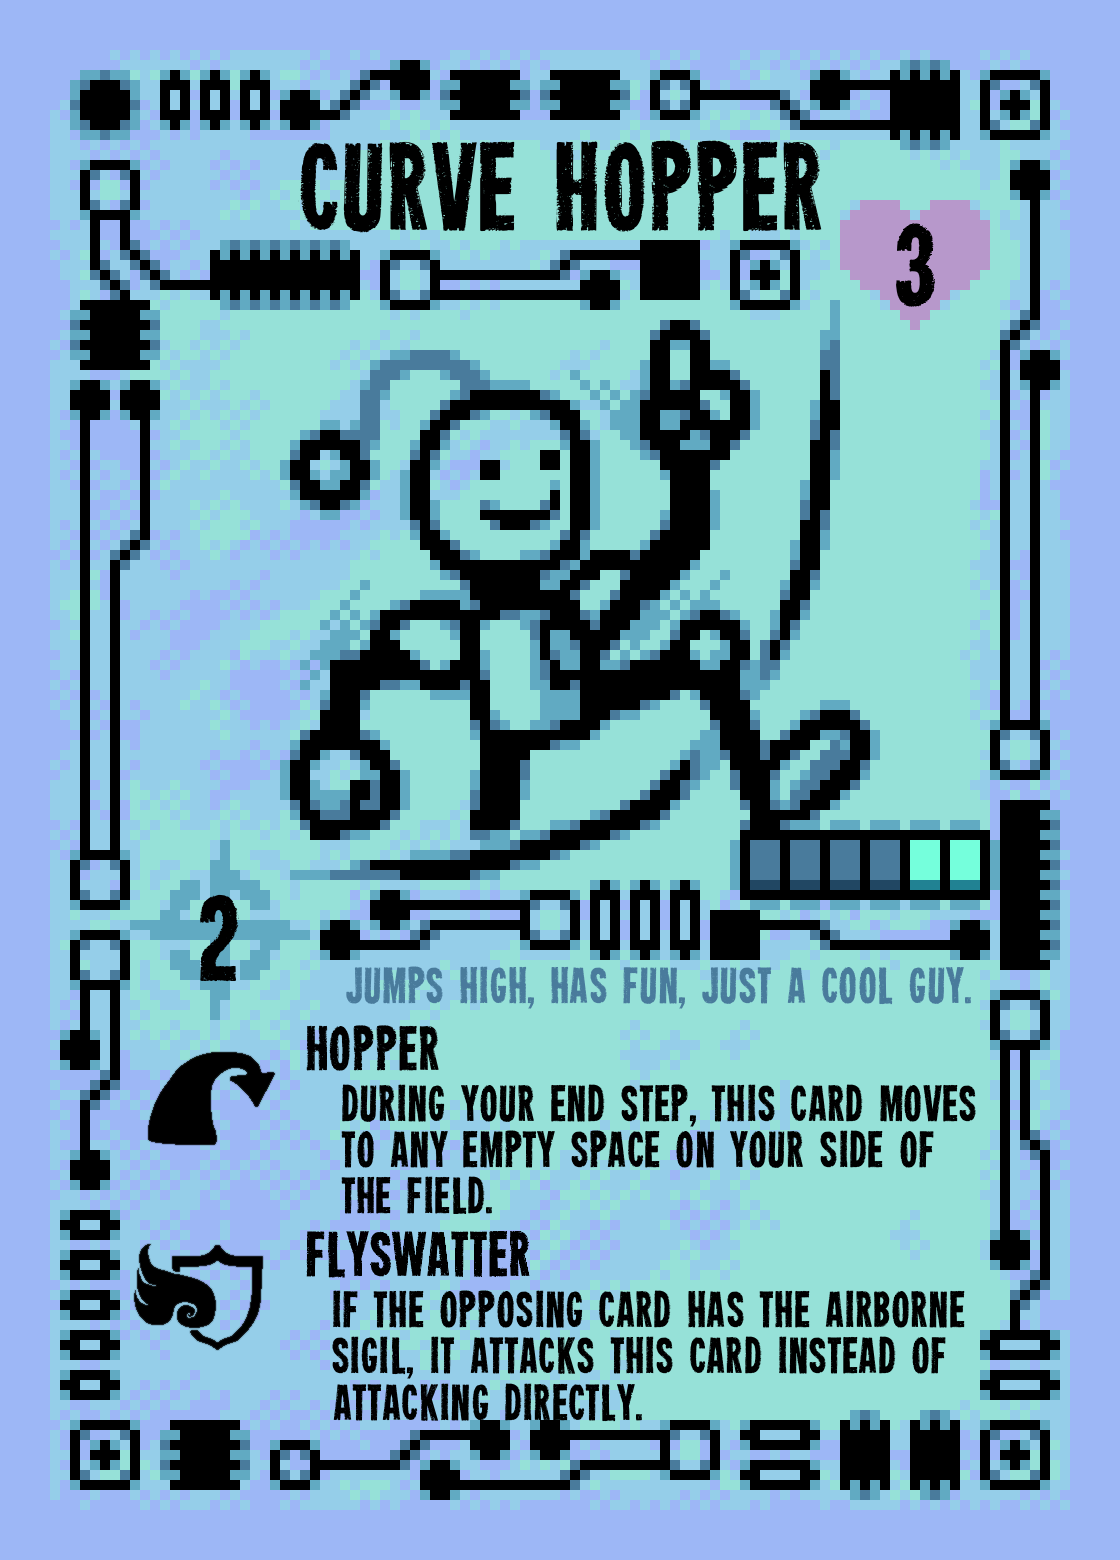 CURVE HOPPER
3
2
JUMPS HIGH, HAS FUN, JUST A COOL GUY.
HOPPER
DURING YOUR END STEP, THIS CARD MOVES
TO ANY EMPTY SPACE ON YOUR SIDE OF
THE FIELD.
FLYSWATTER
IF THE OPPOSING CARD HAS THE AIRBORNE
SIGIL, IT ATTACKS THIS CARD INSTEAD OF
ATTACKING DIRECTLY.